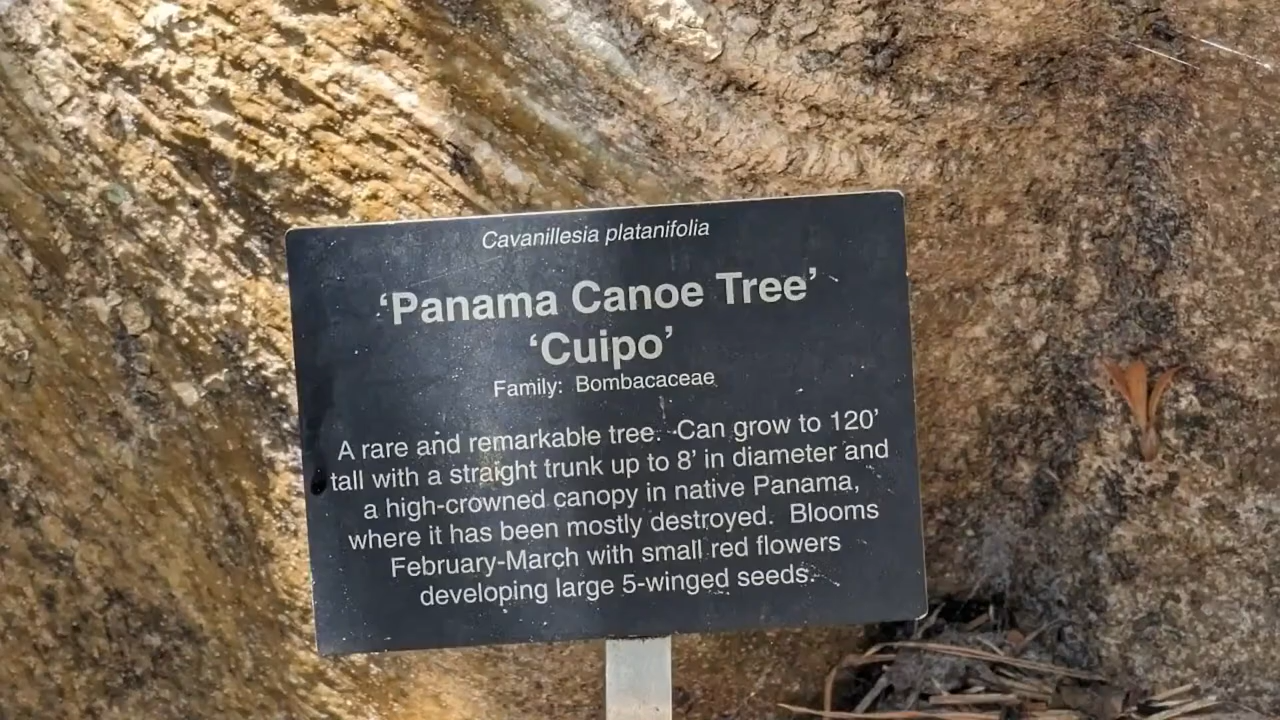 Cavanillesia platanifolia
‘Panama Canoe Tree’
‘Cuipo’
Family: Bombacaceae
A rare and remarkable tree. Can grow to 120’
tall with a straight trunk up to 8’ in diameter and
a high-crowned canopy in native Panama,
where it has been mostly destroyed. Blooms
February-March with small red flowers
developing large 5-winged seeds.